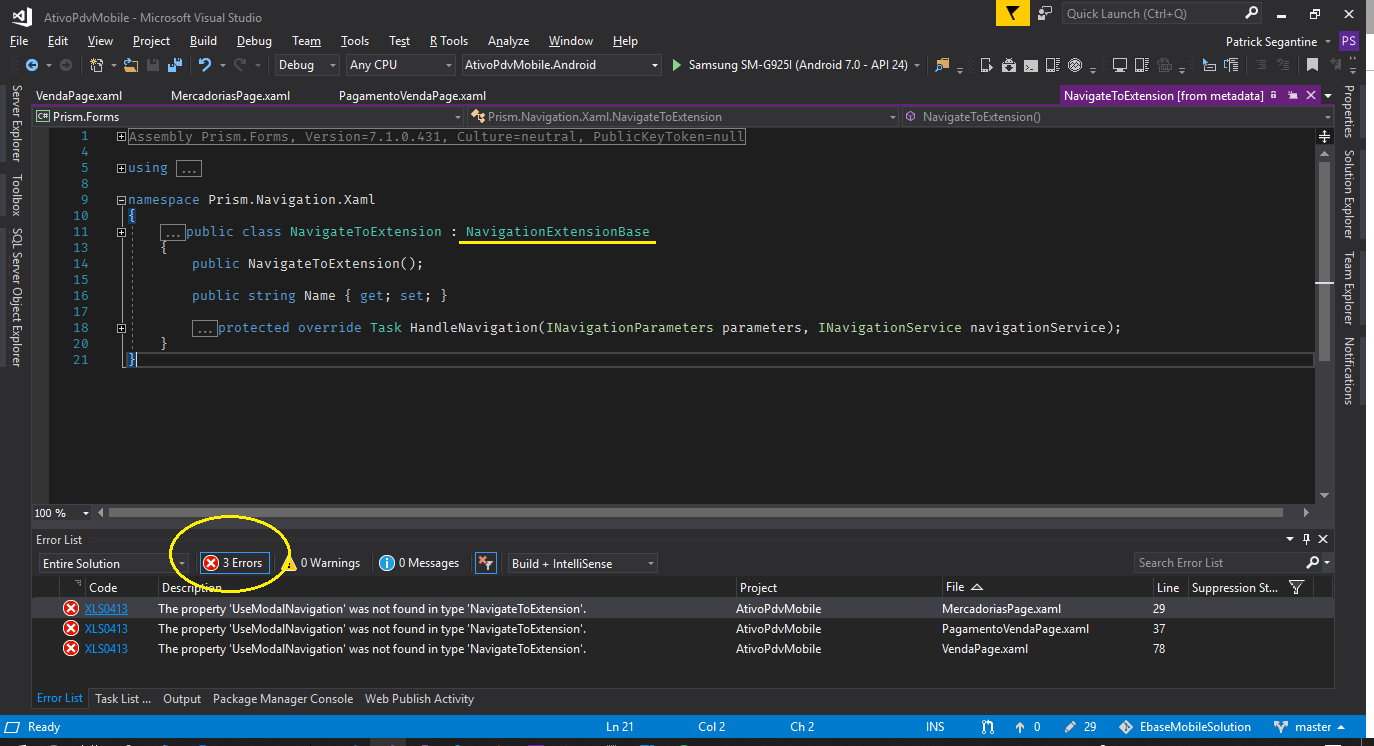 AtivoPdvMobile - Microsoft Visual Studio
Quick Launch (Ctrl+Q)
File Edit View Project Build Debug Team Tools Test R Tools Analyze Window Help
Patrick Segantine PS
Debug Any CPU AtivoPdvMobile.Android Samsung SM-G925I (Android 7.0 - API 24)
VendaPage.xaml MercadoriasPage.xaml PagamentoVendaPage.xaml NavigateToExtension [from metadata]
C# Prism.Forms Prism.Navigation.Xaml.NavigateToExtension NavigateToExtension()
Server Explorer
Toolbox
SQL Server Object Explorer
1 Assembly Prism.Forms, Version=7.1.0.431, Culture=neutral, PublicKeyToken=null
4
5 using ...
8
9 namespace Prism.Navigation.Xaml
10 {
11 ...public class NavigateToExtension : NavigationExtensionBase
13 {
14 public NavigateToExtension();
15
16 public string Name { get; set; }
17
18 ...protected override Task HandleNavigation(INavigationParameters parameters, INavigationService navigationService);
20 }
21 }
Properties
Solution Explorer
Team Explorer
Notifications
100 %
Error List
Entire Solution 3 Errors 0 Warnings 0 Messages Build + IntelliSense Search Error List
Code Description Project File Line Suppression St...
XLS0413 The property 'UseModalNavigation' was not found in type 'NavigateToExtension'. AtivoPdvMobile MercadoriasPage.xaml 29
XLS0413 The property 'UseModalNavigation' was not found in type 'NavigateToExtension'. AtivoPdvMobile PagamentoVendaPage.xaml 37
XLS0413 The property 'UseModalNavigation' was not found in type 'NavigateToExtension'. AtivoPdvMobile VendaPage.xaml 78
Error List Task List ... Output Package Manager Console Web Publish Activity
Ready Ln 21 Col 2 Ch 2 INS 0 29 EbaseMobileSolution master